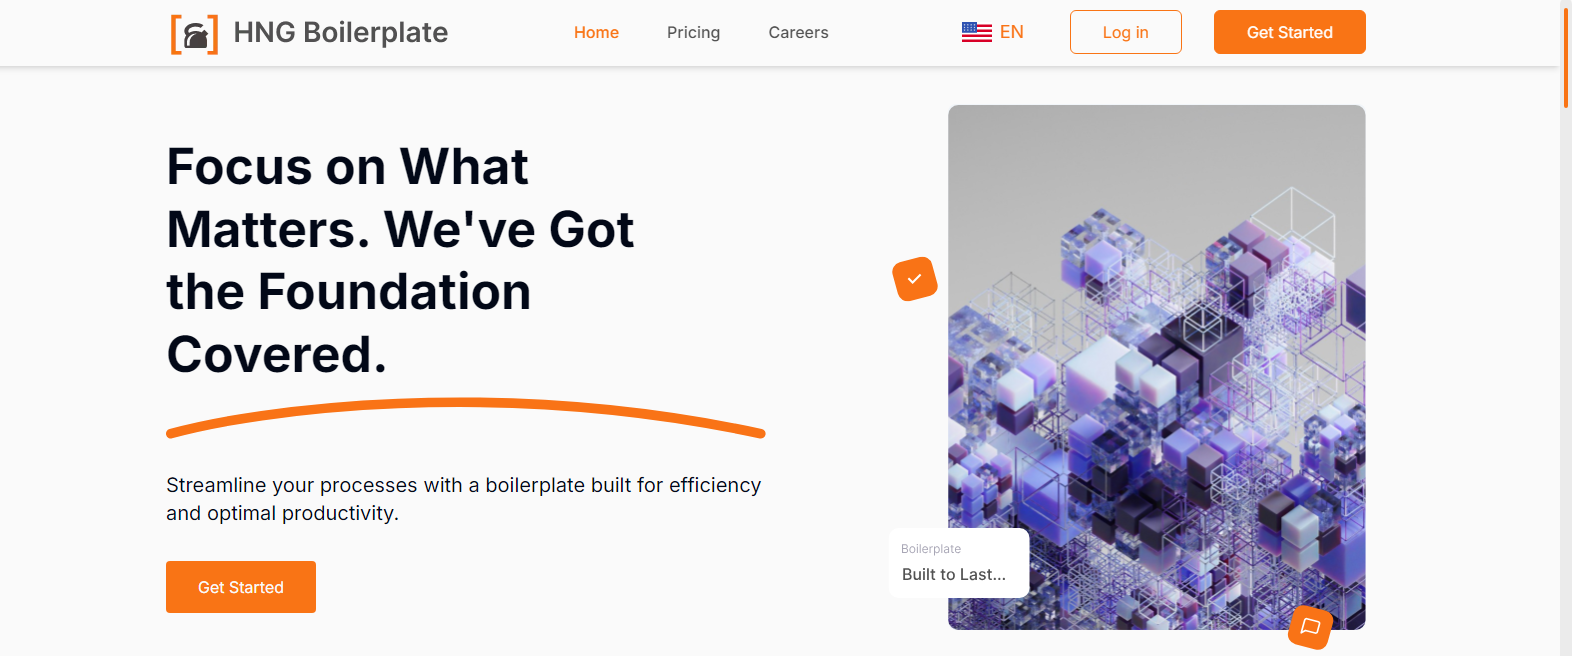 HNG Boilerplate
Home
Pricing
Careers
EN
Log in
Get Started
Focus on What
Matters. We've Got
the Foundation
Covered.
Streamline your processes with a boilerplate built for efficiency
and optimal productivity.
Get Started
Boilerplate
Built to Last...